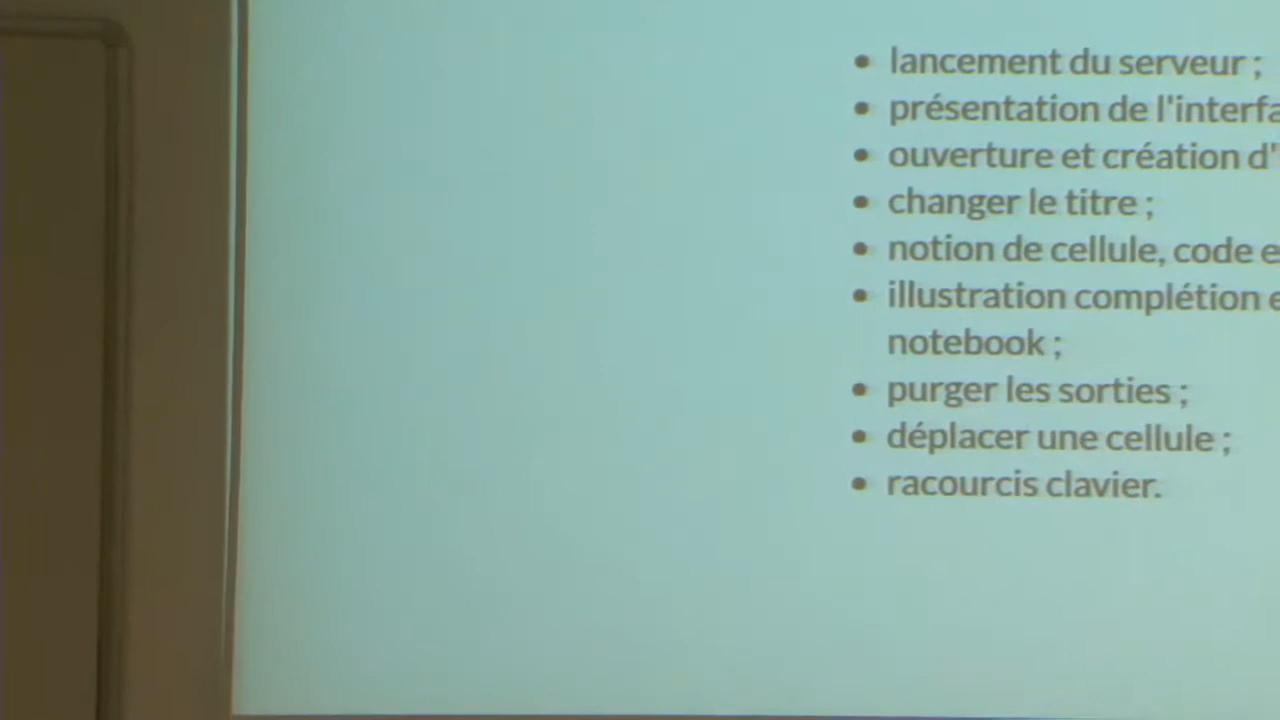 • lancement du serveur ;
• présentation de l'interfa
• ouverture et création d'
• changer le titre ;
• notion de cellule, code e
• illustration complétion e
notebook ;
• purger les sorties ;
• déplacer une cellule ;
• racourcis clavier.